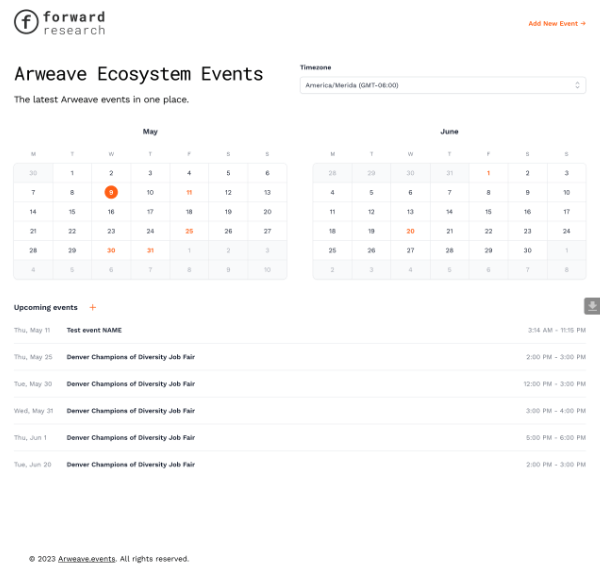 forward
research
Add New Event →
Arweave Ecosystem Events
The latest Arweave events in one place.
Timezone
America/Merida (GMT-06:00)
May
M T W T F S S
30 1 2 3 4 5 6
7 8 9 10 11 12 13
14 15 16 17 18 19 20
21 22 23 24 25 26 27
28 29 30 31 1 2 3
4 5 6 7 8 9 10
June
M T W T F S S
28 29 30 31 1 2 3
4 5 6 7 8 9 10
11 12 13 14 15 16 17
18 19 20 21 22 23 24
25 26 27 28 29 30 1
2 3 4 5 6 7 8
Upcoming events +
Thu, May 11 Test event NAME 3:14 AM - 11:15 PM
Thu, May 25 Denver Champions of Diversity Job Fair 2:00 PM - 3:00 PM
Tue, May 30 Denver Champions of Diversity Job Fair 12:00 PM - 3:00 PM
Wed, May 31 Denver Champions of Diversity Job Fair 3:00 PM - 4:00 PM
Thu, Jun 1 Denver Champions of Diversity Job Fair 5:00 PM - 6:00 PM
Tue, Jun 20 Denver Champions of Diversity Job Fair 2:00 PM - 3:00 PM
© 2023 Arweave.events. All rights reserved.